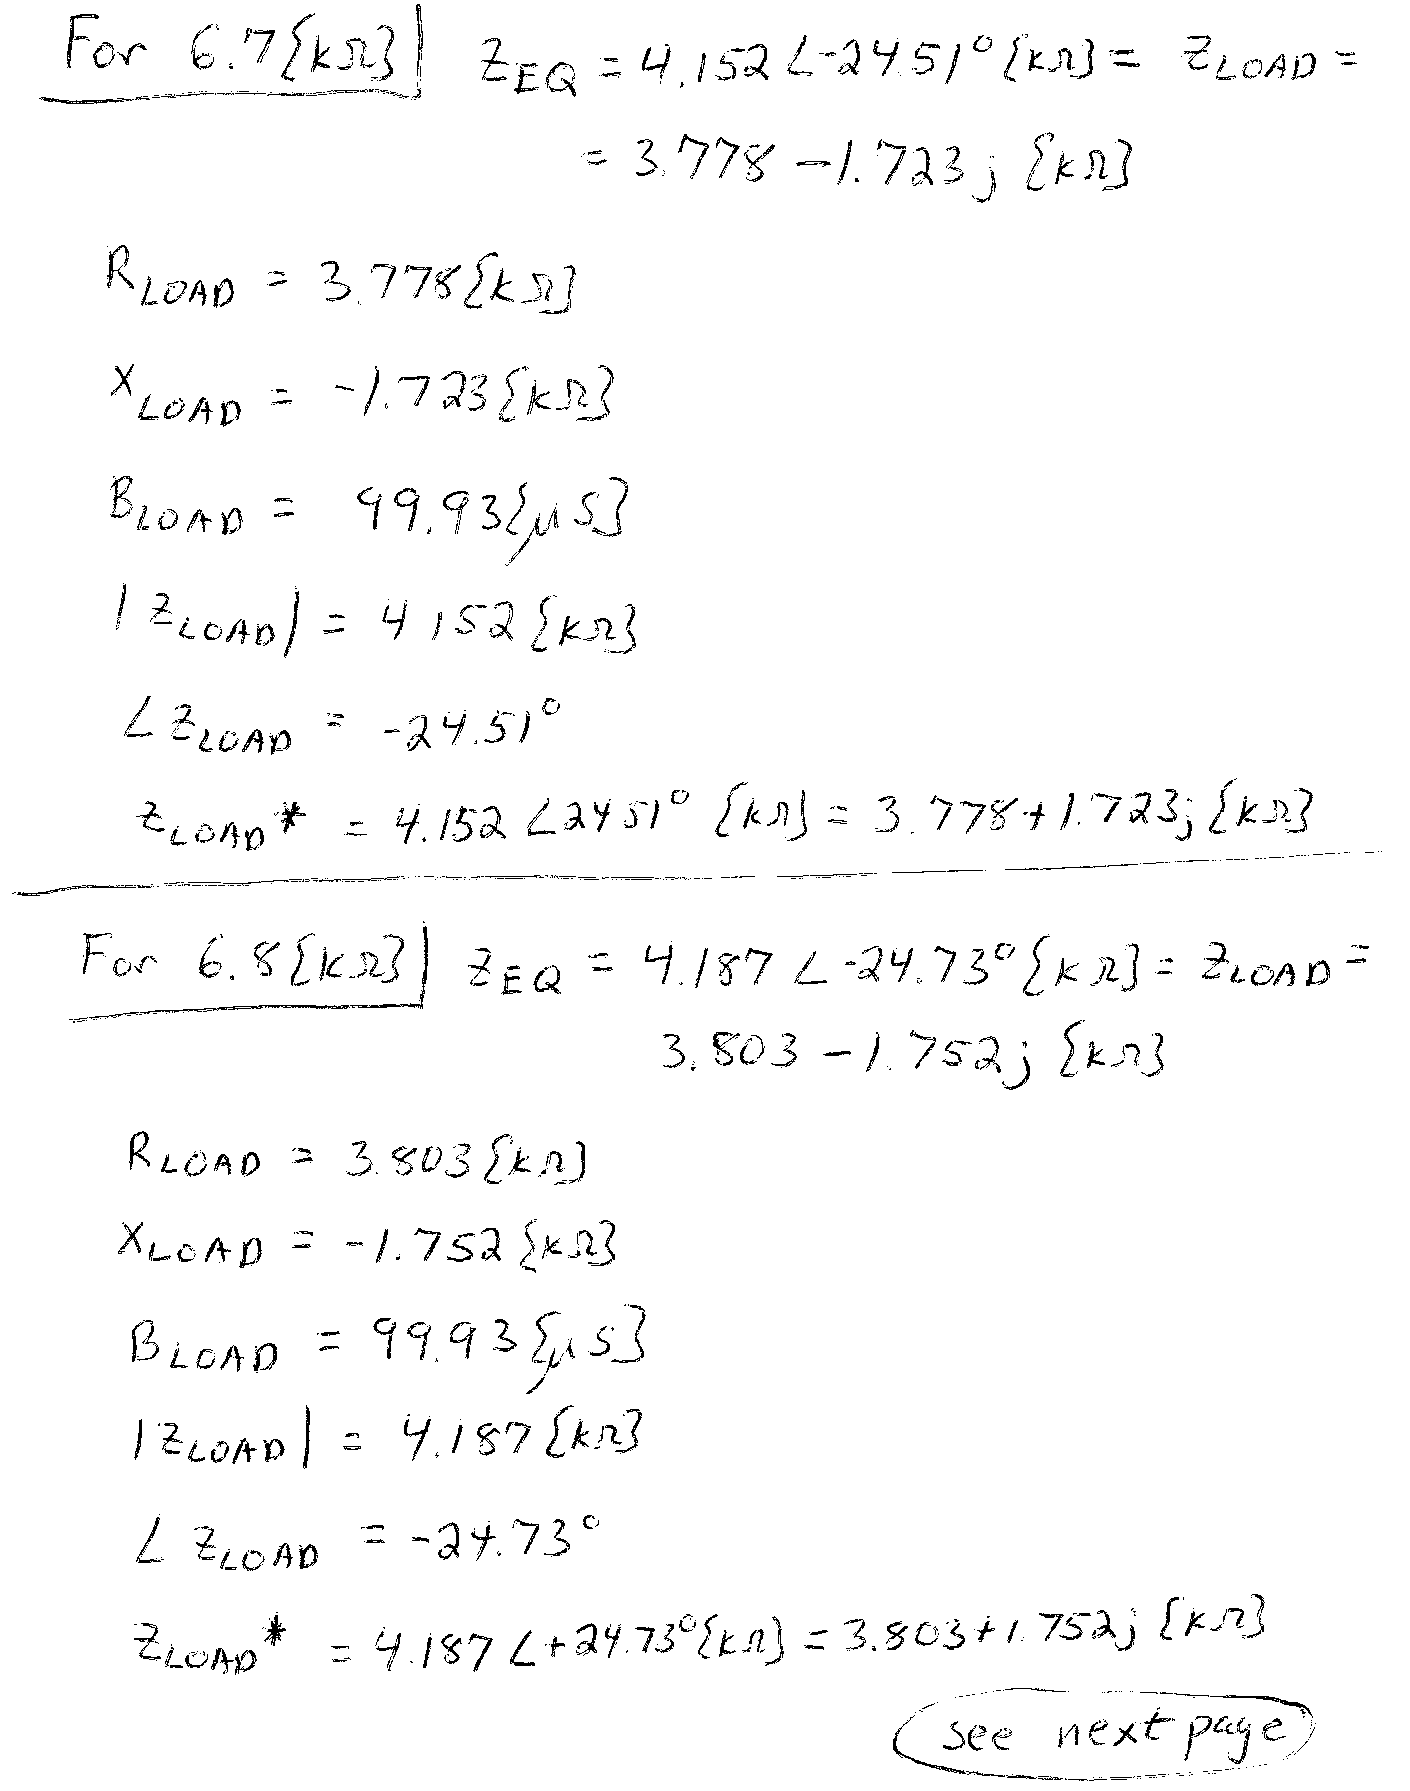 For 6.7{kΩ}| Z_EQ = 4.152 ∠-24.51° {kΩ} = Z_LOAD =
= 3.778 - 1.723j {kΩ}
R_LOAD = 3.778{kΩ}
X_LOAD = -1.723{kΩ}
B_LOAD = 99.93{μS}
|Z_LOAD| = 4.152{kΩ}
∠Z_LOAD = -24.51°
Z_LOAD* = 4.152 ∠24.51° {kΩ} = 3.778+1.723j{kΩ}
For 6.8{kΩ}| Z_EQ = 4.187 ∠-24.73° {kΩ} = Z_LOAD =
3.803 - 1.752j {kΩ}
R_LOAD = 3.803{kΩ}
X_LOAD = -1.752{kΩ}
B_LOAD = 99.93{μS}
|Z_LOAD| = 4.187{kΩ}
∠Z_LOAD = -24.73°
Z_LOAD* = 4.187 ∠+24.73°{kΩ} = 3.803+1.752j {kΩ}
see next page